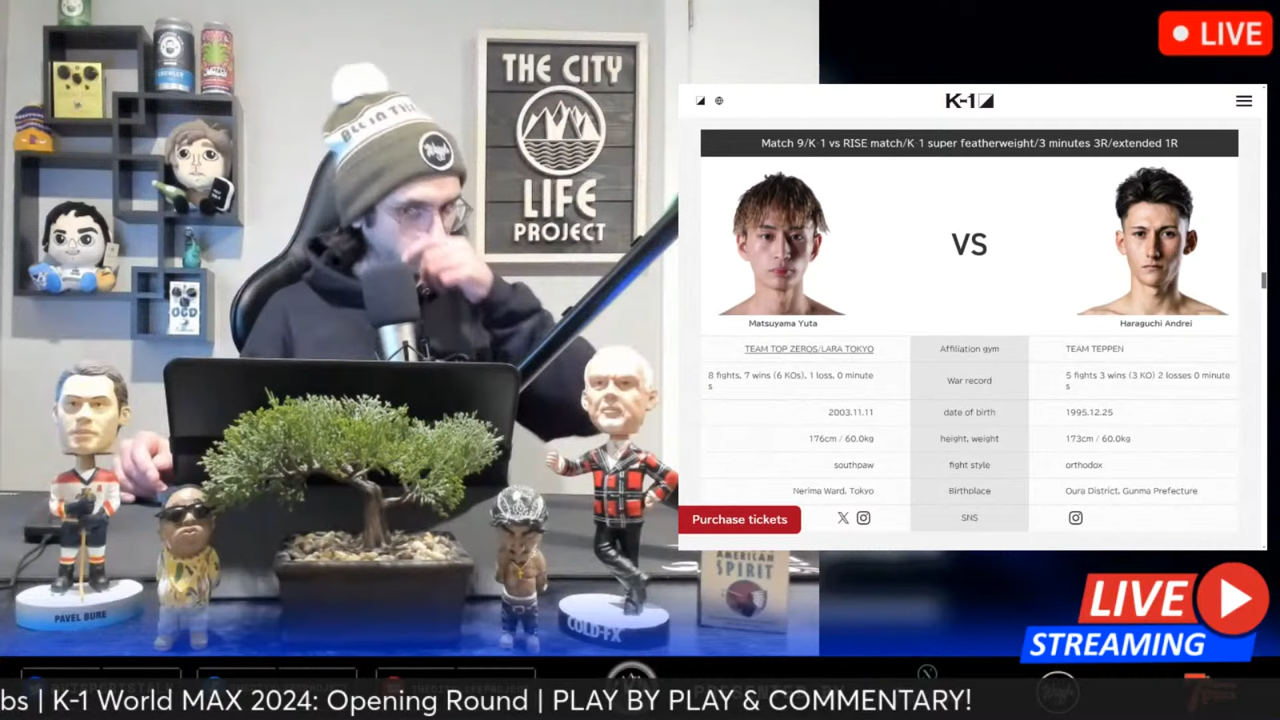 LIVE
THE CITY
LIFE
PROJECT
OCD
K-1
Match 9/K 1 vs RISE match/K 1 super featherweight/3 minutes 3R/extended 1R
VS
Matsuyama Yuta
Haraguchi Andrei
TEAM TOP ZEROS/LARA TOKYO Affiliation gym TEAM TEPPEN
8 fights, 7 wins (6 KOs), 1 loss, 0 minute
s
War record
5 fights 3 wins (3 KO) 2 losses 0 minute
s
2003.11.11 date of birth 1995.12.25
176cm / 60.0kg height, weight 173cm / 60.0kg
southpaw fight style orthodox
Nerima Ward, Tokyo Birthplace Oura District, Gunma Prefecture
SNS
Purchase tickets
AMERICAN
SPIRIT
PAVEL BURE
COLD-FX
LIVE
STREAMING
bs | K-1 World MAX 2024: Opening Round | PLAY BY PLAY & COMMENTARY!